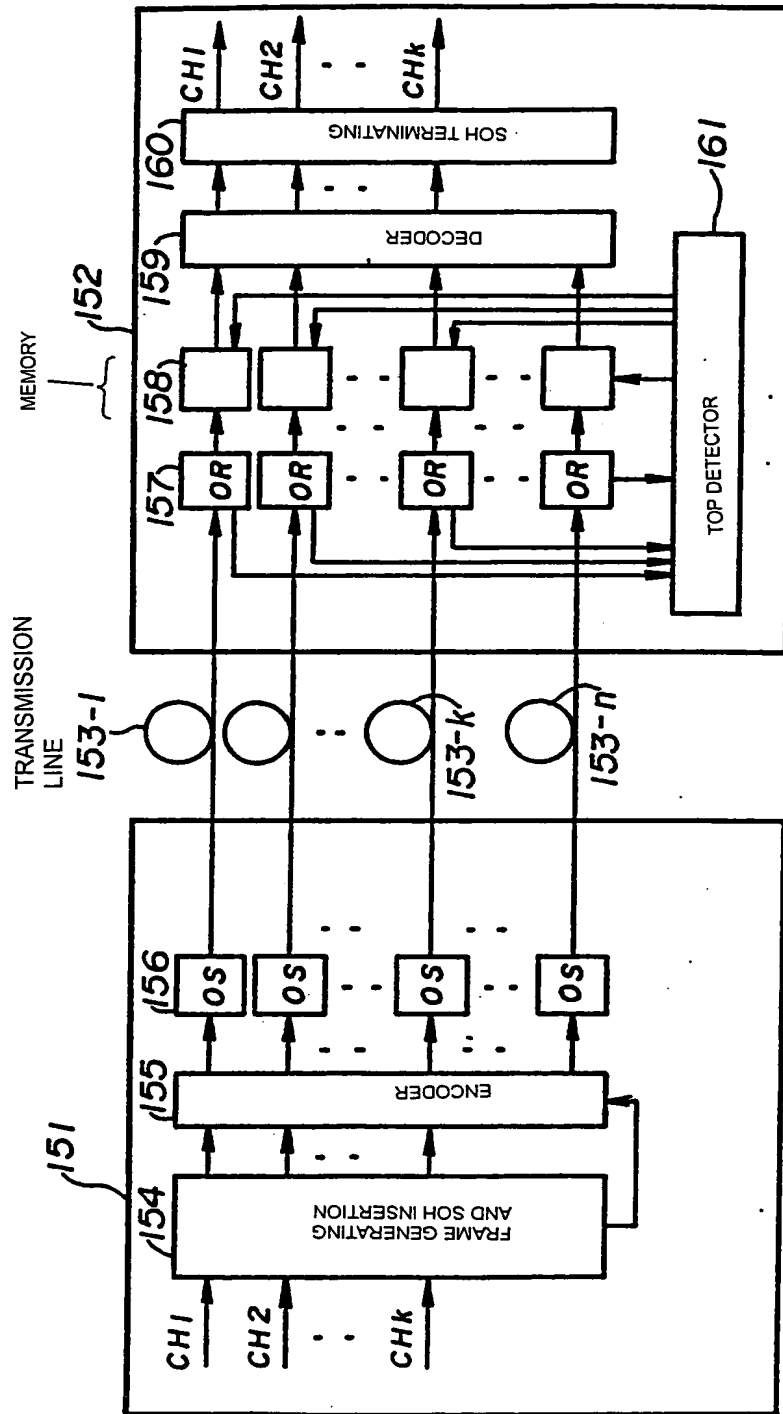 151
154
FRAME GENERATING
AND SOH INSERTION
CH1
CH2
CHk
155
ENCODER
156
OS
OS
OS
OS
TRANSMISSION
LINE
153-1
153-k
153-n
152
MEMORY
157
OR
OR
OR
OR
158
159
DECODER
160
SOH TERMINATING
CH1
CH2
CHk
TOP DETECTOR
161